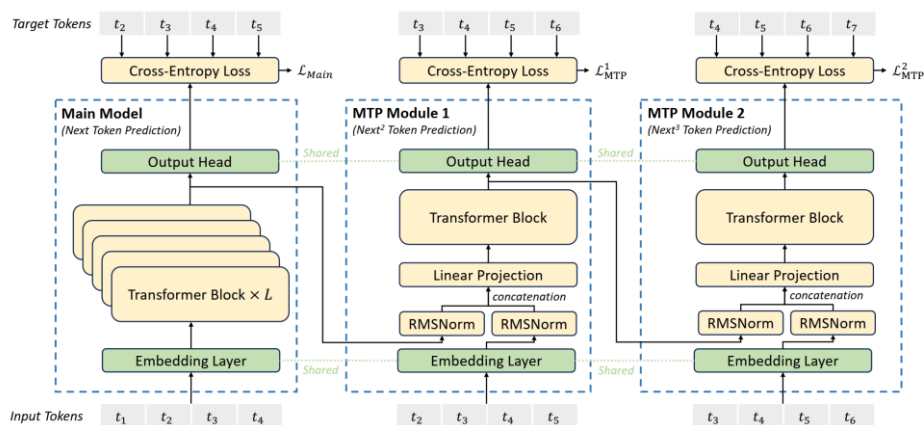 Target Tokens t₂ t₃ t₄ t₅ t₃ t₄ t₅ t₆ t₄ t₅ t₆ t₇
Cross-Entropy Loss ℒ_Main Cross-Entropy Loss ℒ¹_MTP Cross-Entropy Loss ℒ²_MTP
Main Model MTP Module 1 MTP Module 2
(Next Token Prediction) (Next² Token Prediction) (Next³ Token Prediction)
Output Head Shared Output Head Shared Output Head
Transformer Block Transformer Block
Transformer Block × L Linear Projection Linear Projection
concatenation concatenation
RMSNorm RMSNorm RMSNorm RMSNorm
Embedding Layer Shared Embedding Layer Shared Embedding Layer
Input Tokens t₁ t₂ t₃ t₄ t₂ t₃ t₄ t₅ t₃ t₄ t₅ t₆